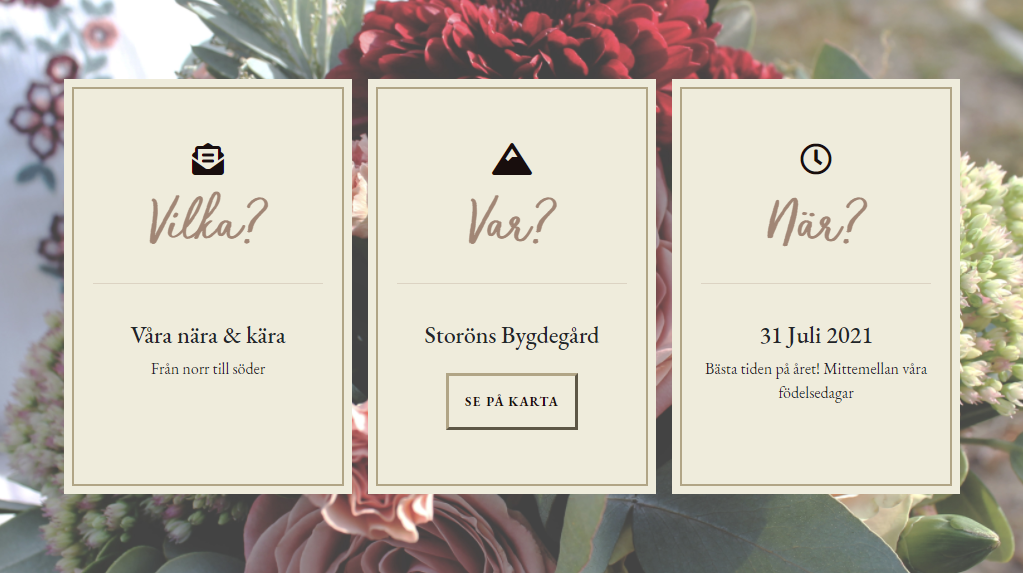 Vilka?
Våra nära & kära
Från norr till söder
Var?
Storöns Bygdegård
SE PÅ KARTA
När?
31 Juli 2021
Bästa tiden på året! Mittemellan våra
födelsedagar